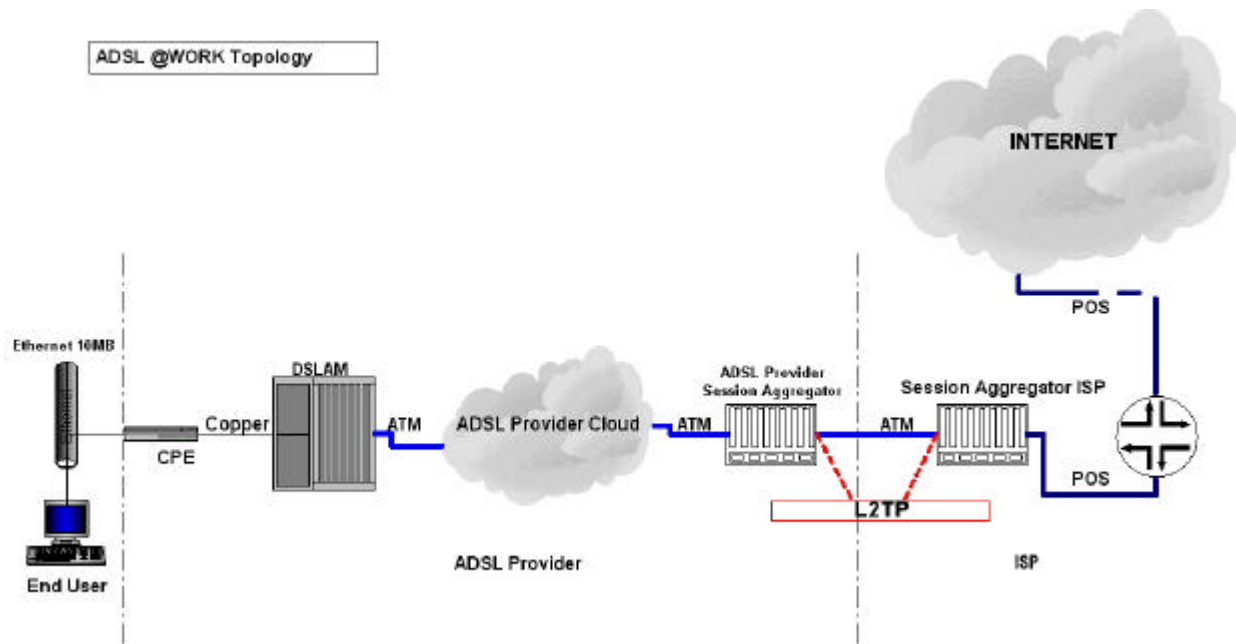 ADSL @WORK Topology
INTERNET
POS
Ethernet 10MB
DSLAM
ADSL Provider
Session Aggregator
Session Aggregator ISP
Copper
ATM
ADSL Provider Cloud
ATM
ATM
CPE
POS
L2TP
End User
ADSL Provider
ISP